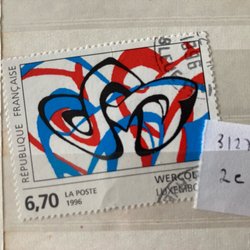 RÉPUBLIQUE FRANÇAISE
6,70
LA POSTE
1996
WERCOL
LUXEMBO
312
2c